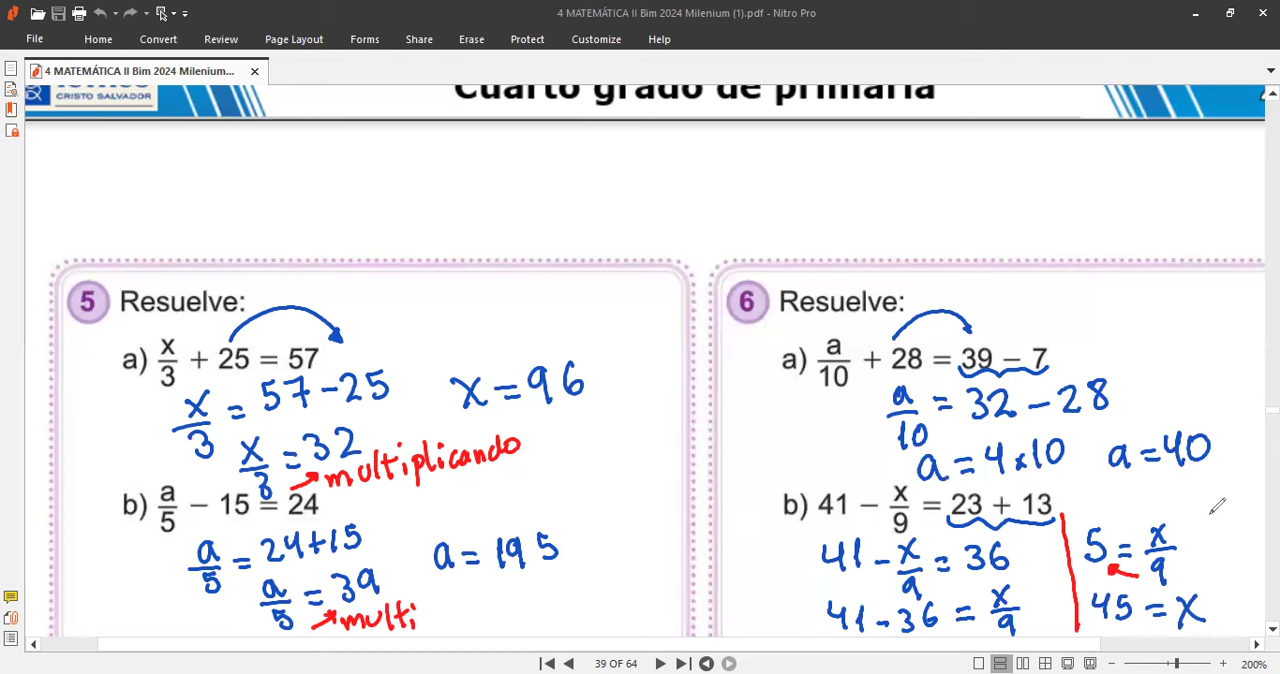 4 MATEMÁTICA II Bim 2024 Milenium (1).pdf - Nitro Pro
File Home Convert Review Page Layout Forms Share Erase Protect Customize Help
4 MATEMÁTICA II Bim 2024 Milenium...
CRISTO SALVADOR
Cuarto grado de primaria
5 Resuelve:
a) x/3 + 25 = 57
x/3 = 57 - 25
x = 96
x/3 = 32
multiplicando
b) a/5 - 15 = 24
a/5 = 24 + 15
a = 195
a/5 = 39
multi
6 Resuelve:
a) a/10 + 28 = 39 - 7
a/10 = 32 - 28
a = 4 x 10
a = 40
b) 41 - x/9 = 23 + 13
41 - x/9 = 36
41 - 36 = x/9
5 = x/9
45 = x
39 OF 64
200%